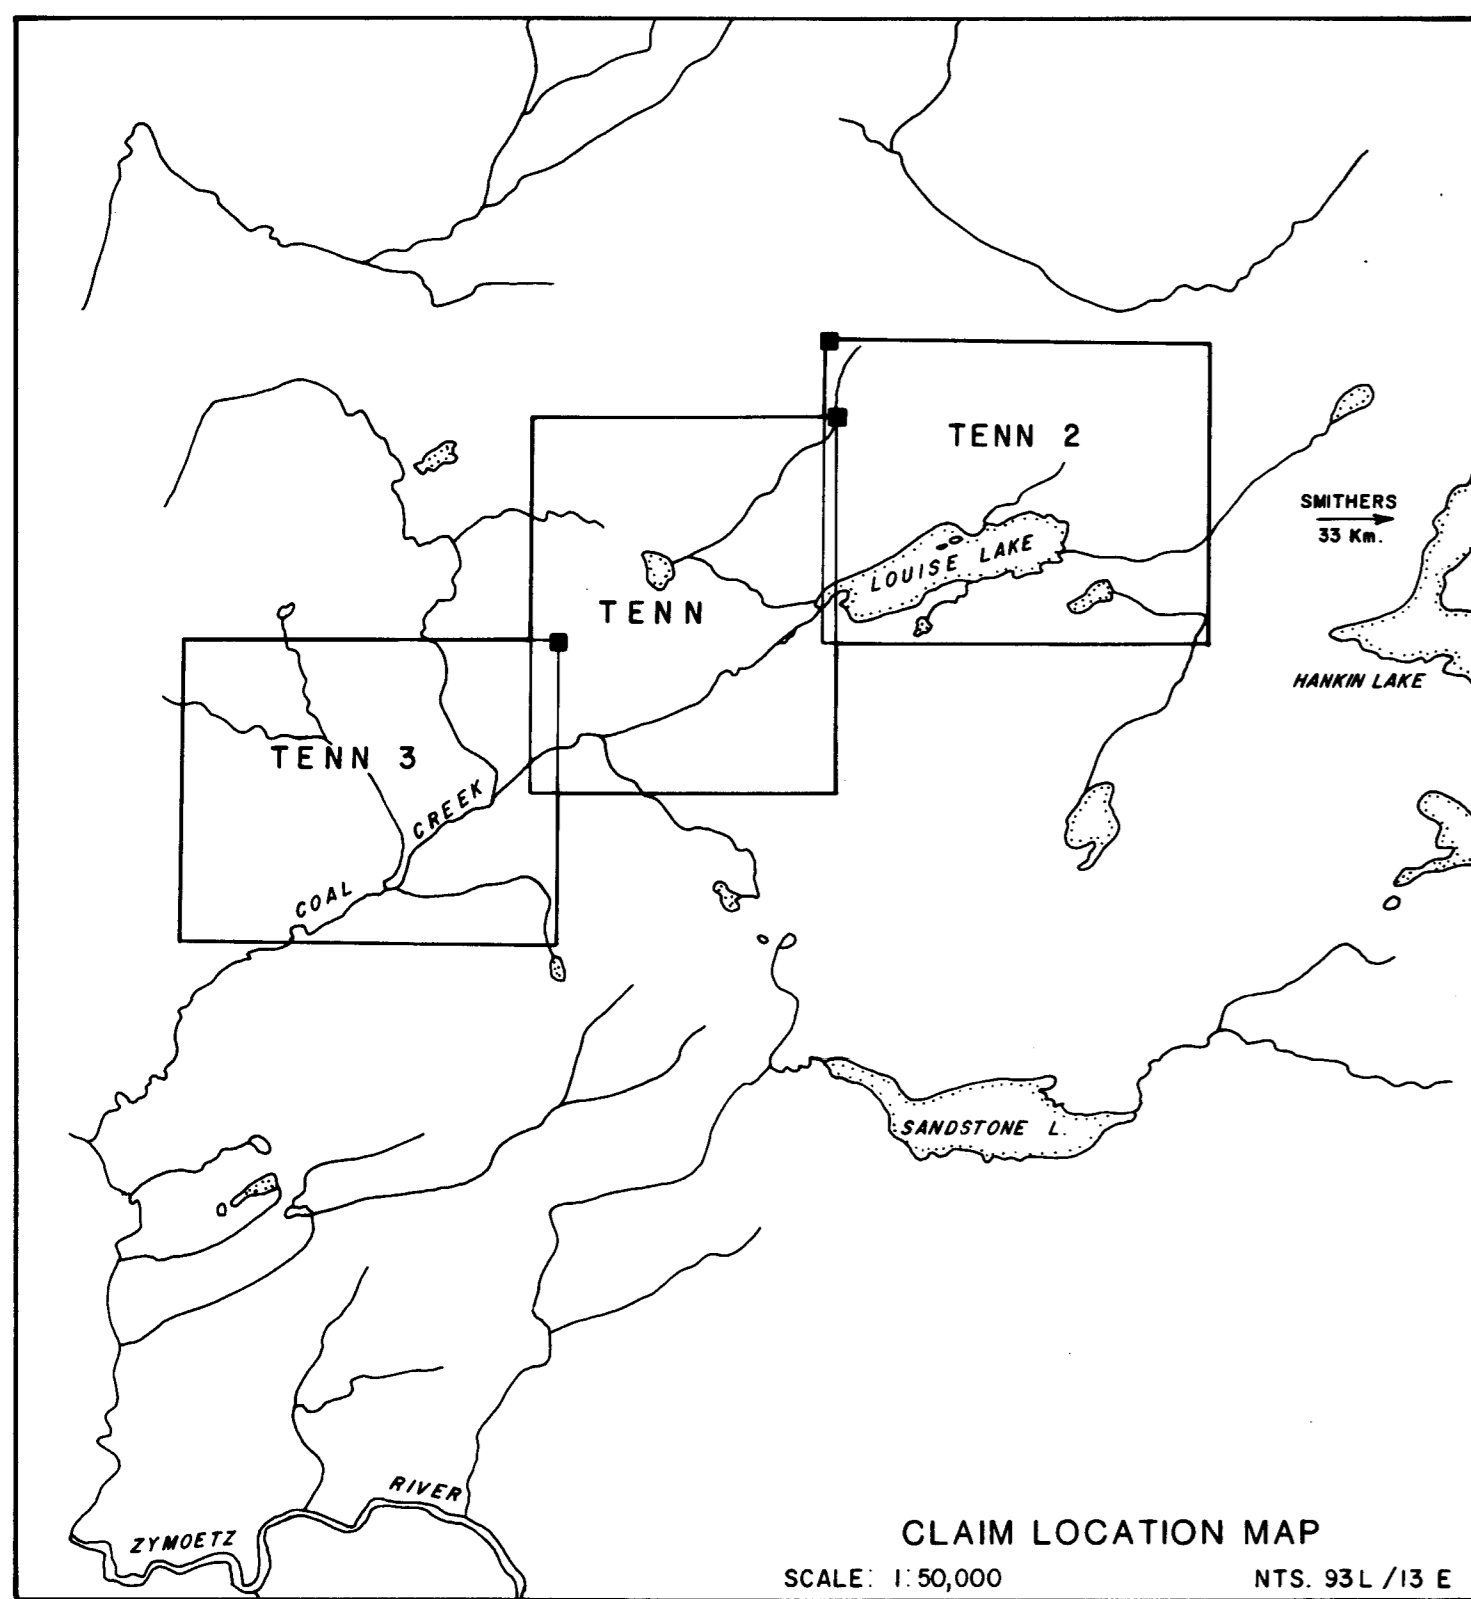 TENN 2
SMITHERS
33 Km.
LOUISE LAKE
TENN
HANKIN LAKE
TENN 3
COAL CREEK
SANDSTONE L.
ZYMOETZ RIVER
CLAIM LOCATION MAP
SCALE: 1:50,000
NTS. 93L/13 E